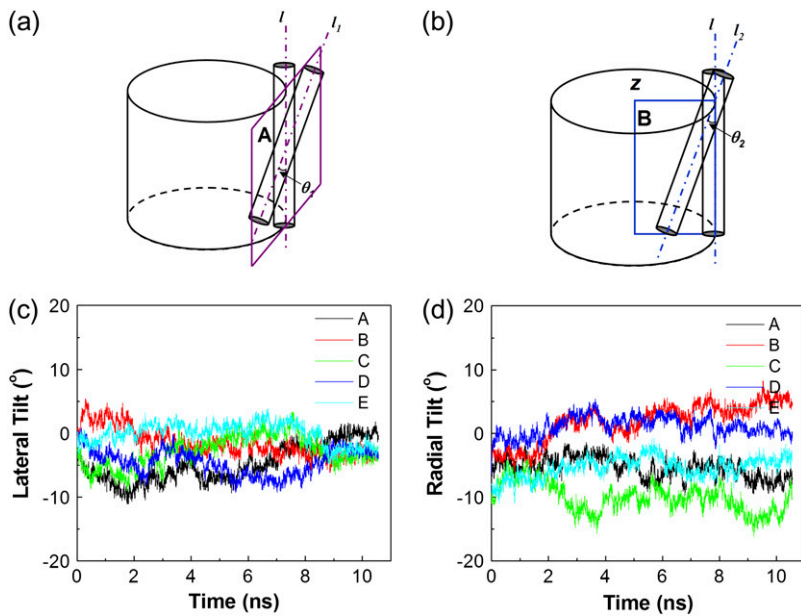 (a)
l
l₁
A
θ₁
(b)
l
l₂
z
B
θ₂
(c)
20
10
0
-10
-20
Lateral Tilt (°)
0 2 4 6 8 10
Time (ns)
A
B
C
D
E
(d)
20
10
0
-10
-20
Radial Tilt (°)
0 2 4 6 8 10
Time (ns)
A
B
C
D
E